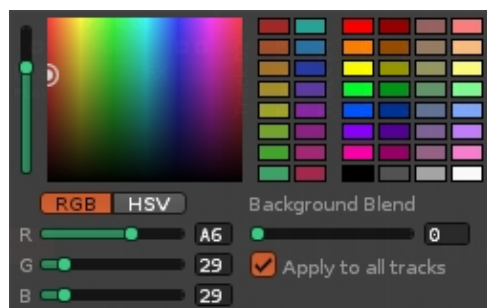 RGB HSV Background Blend
R A6 0
G 29 Apply to all tracks
B 29